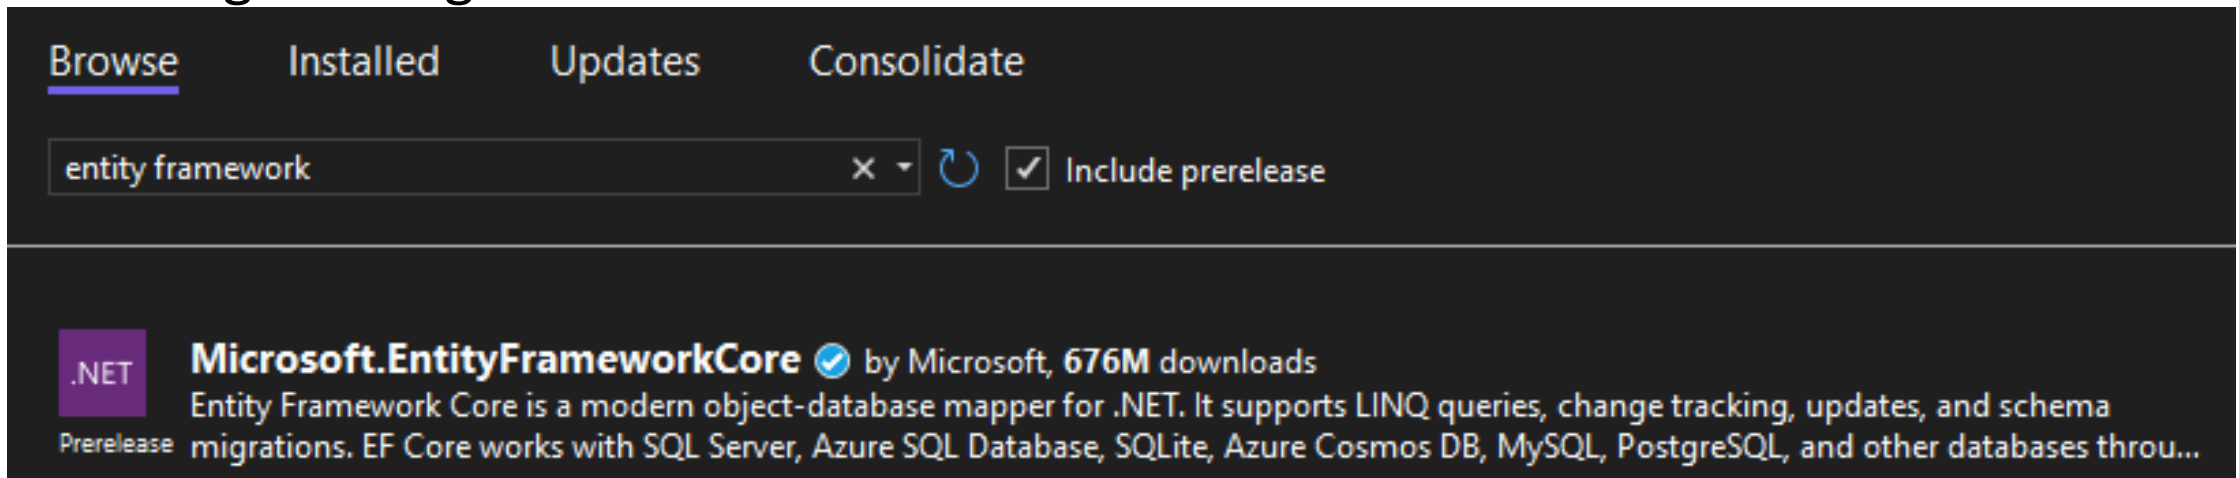 Browse Installed Updates Consolidate
entity framework Include prerelease
.NET
Microsoft.EntityFrameworkCore by Microsoft, 676M downloads
Entity Framework Core is a modern object-database mapper for .NET. It supports LINQ queries, change tracking, updates, and schema
Prerelease migrations. EF Core works with SQL Server, Azure SQL Database, SQLite, Azure Cosmos DB, MySQL, PostgreSQL, and other databases throu...